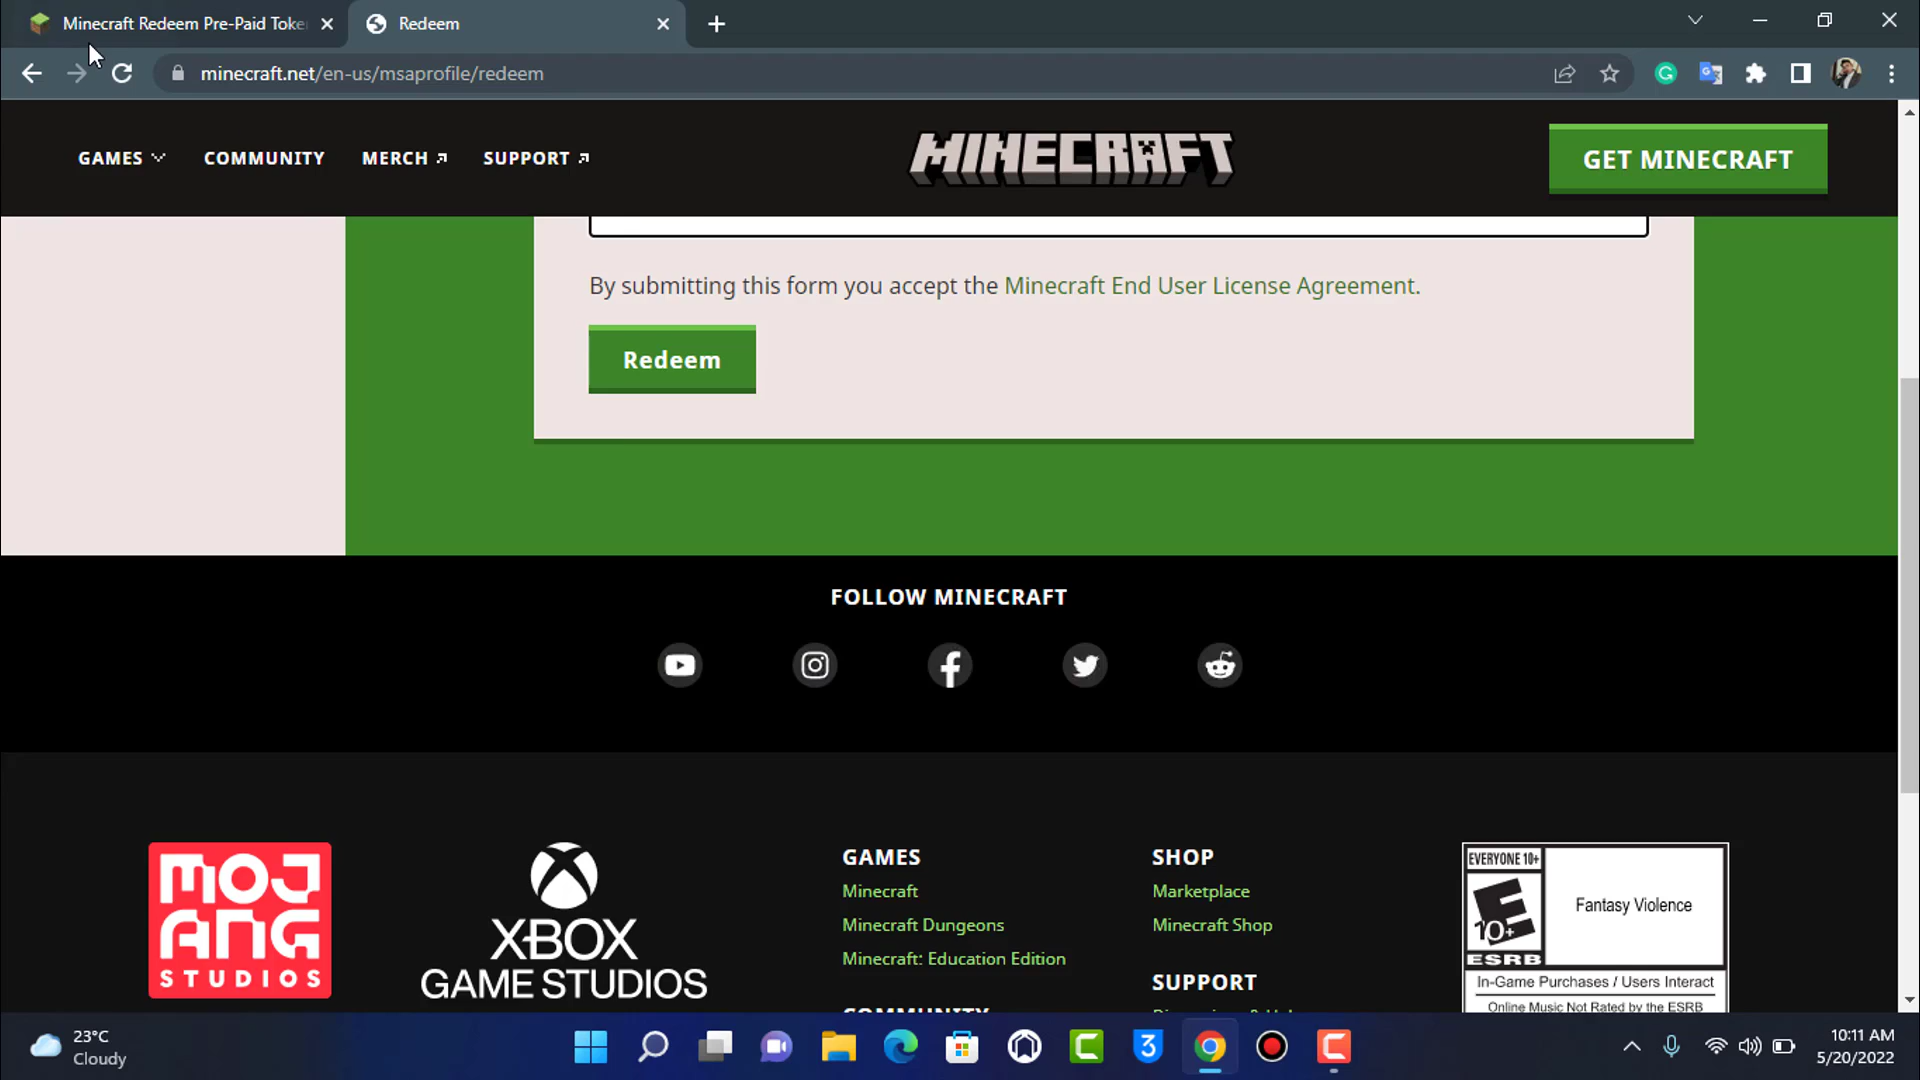 Minecraft Redeem Pre-Paid Toke
Redeem
minecraft.net/en-us/msaprofile/redeem
GAMES
COMMUNITY
MERCH
SUPPORT
MINECRAFT
GET MINECRAFT
By submitting this form you accept the Minecraft End User License Agreement.
Redeem
FOLLOW MINECRAFT
MOJANG
STUDIOS
XBOX
GAME STUDIOS
GAMES
Minecraft
Minecraft Dungeons
Minecraft: Education Edition
SHOP
Marketplace
Minecraft Shop
SUPPORT
EVERYONE 10+
E
10+
ESRB
Fantasy Violence
In-Game Purchases / Users Interact
Online Music Not Rated by the ESRB
23°C
Cloudy
3
10:11 AM
5/20/2022